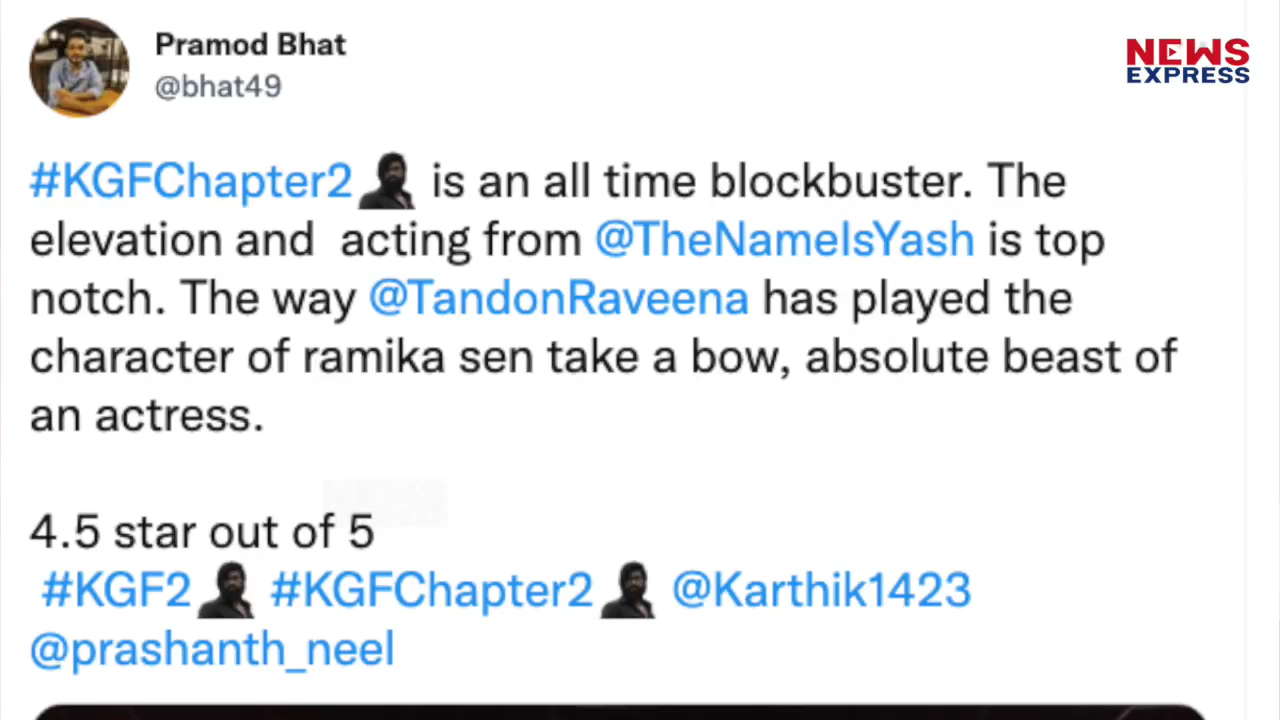 Pramod Bhat
@bhat49
NEWS
EXPRESS
#KGFChapter2 is an all time blockbuster. The
elevation and  acting from @TheNameIsYash is top
notch. The way @TandonRaveena has played the
character of ramika sen take a bow, absolute beast of
an actress.
4.5 star out of 5
#KGF2 #KGFChapter2 @Karthik1423
@prashanth_neel